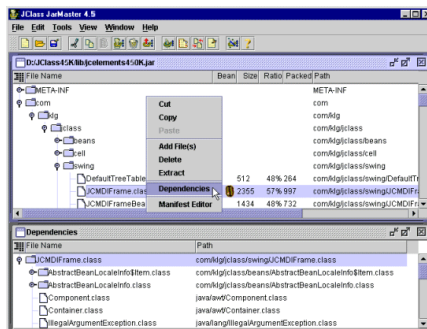 JClass JarMaster 4.5
File Edit Tools View Window Help
D:/JClass45K/lib/jcelements450K.jar
File Name Bean Size Ratio Packed Path
META-INF META-INF
com com
klg com/klg
jclass com/klg/jclass
beans com/klg/jclass/beans
cell com/klg/jclass/cell
swing com/klg/jclass/swing
DefaultTreeTable 512 48% 264 com/klg/jclass/swing/DefaultTr
JCMDIFrame.clas 2355 57% 997 com/klg/jclass/swing/JCMDIFr
JCMDIFrameBea 1434 48% 732 com/klg/jclass/swing/JCMDIFr
Cut
Copy
Paste
Add File(s)
Delete
Extract
Dependencies
Manifest Editor
Dependencies
File Name Path
JCMDIFrame.class com/klg/jclass/swing/JCMDIFrame.class
AbstractBeanLocaleInfo$Item.class com/klg/jclass/beans/AbstractBeanLocaleInfo$Item.class
AbstractBeanLocaleInfo.class com/klg/jclass/beans/AbstractBeanLocaleInfo.class
Component.class java/awt/Component.class
Container.class java/awt/Container.class
IllegalArgumentException.class java/lang/IllegalArgumentException.class